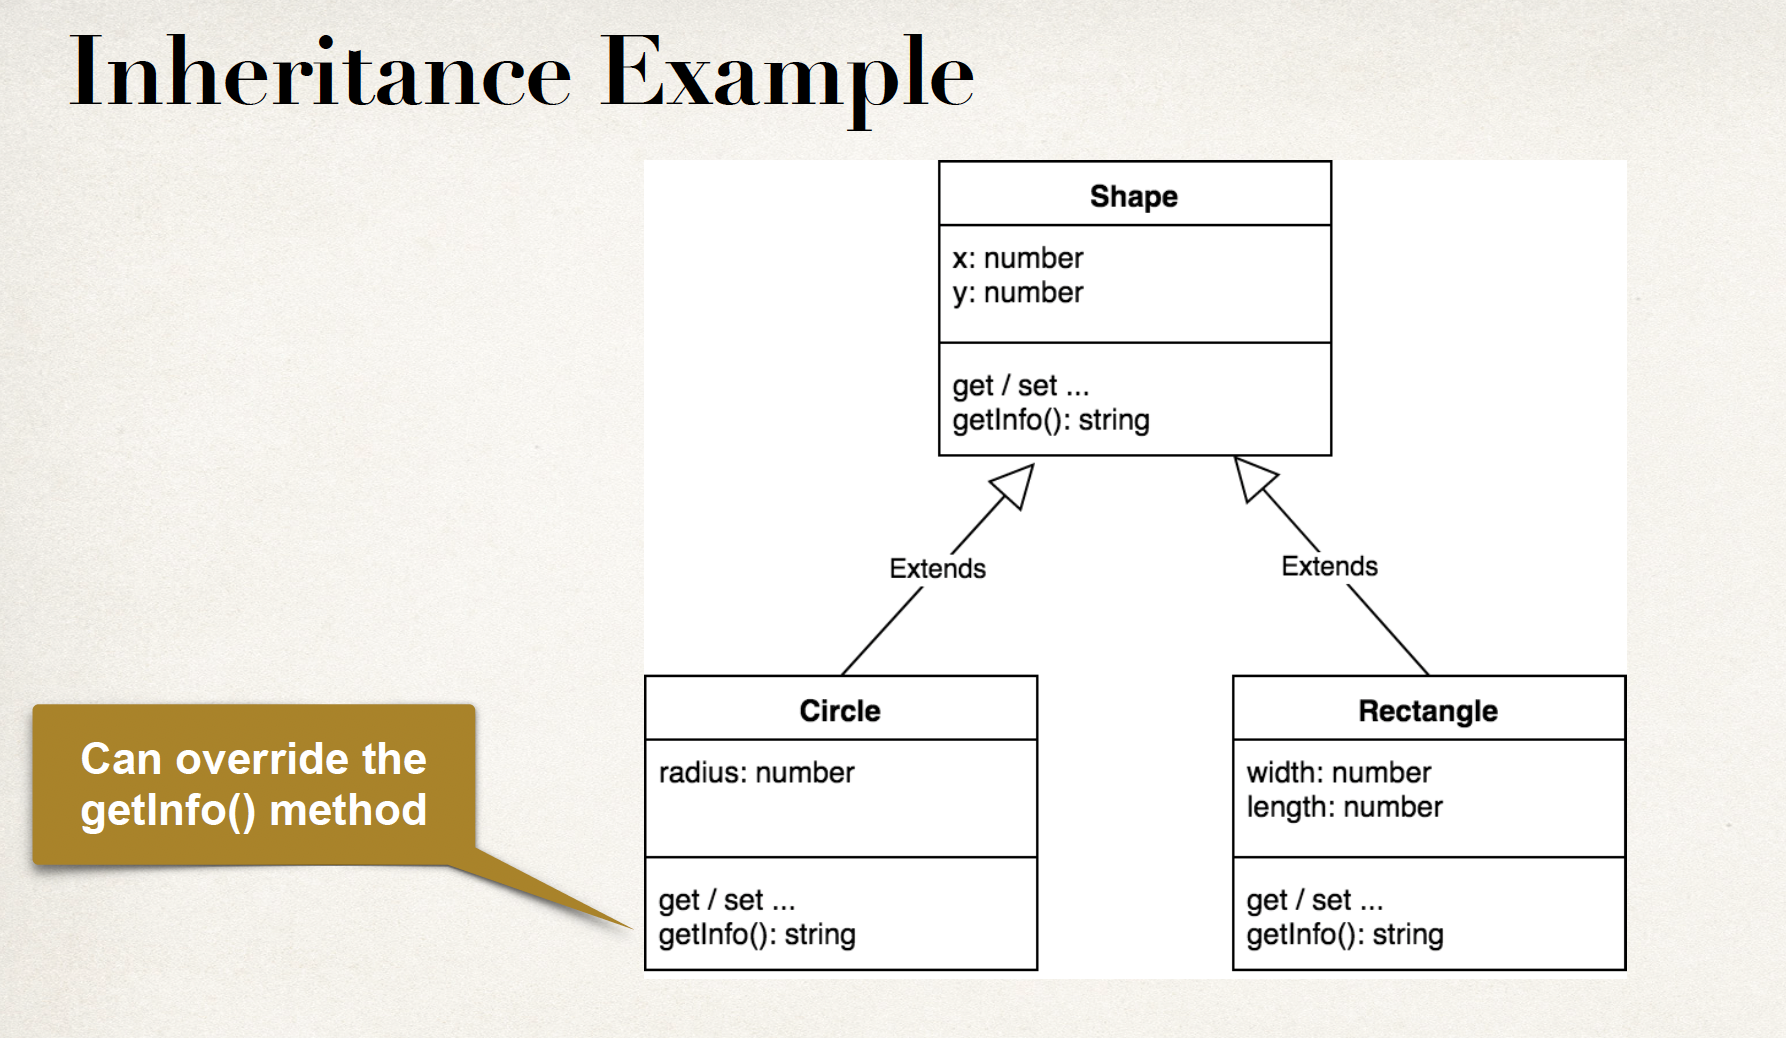 Inheritance Example
Shape
x: number
y: number
get / set ...
getInfo(): string
Extends
Extends
Circle
radius: number
get / set ...
getInfo(): string
Rectangle
width: number
length: number
get / set ...
getInfo(): string
Can override the
getInfo() method